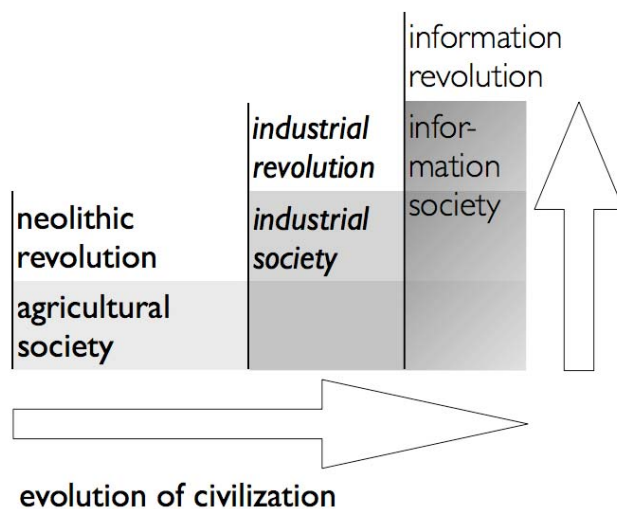 information
revolution
infor-
mation
society
industrial
revolution
industrial
society
neolithic
revolution
agricultural
society
evolution of civilization